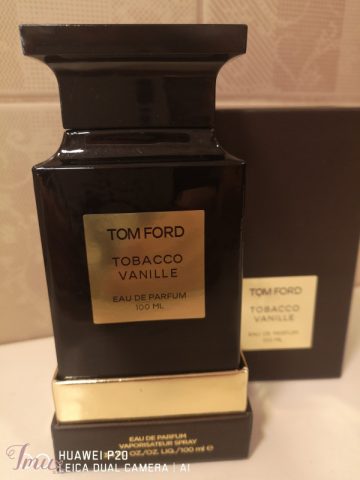 TOM FORD
TOBACCO
VANILLE
EAU DE PARFUM
100 ML
TOM FORD
TOBACCO
VANILLE
EAU DE PARFUM
100 ML
EAU DE PARFUM
VAPORISATEUR SPRAY
OZ./OZ. LIQ./100 ml ℮
HUAWEI P20
LEICA DUAL CAMERA | AI